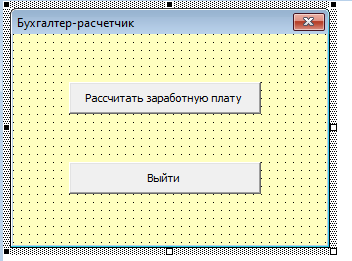 Бухгалтер-расчетчик
Рассчитать заработную плату
Выйти